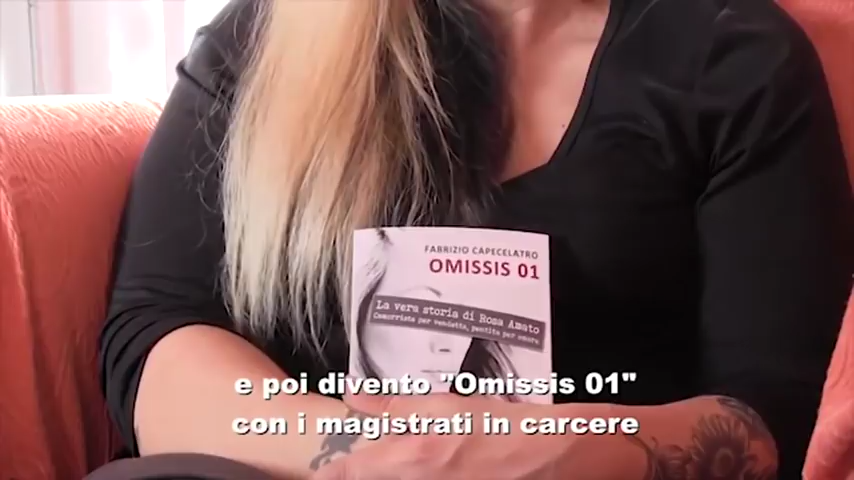 FABRIZIO CAPECELATRO
OMISSIS 01
La vera storia di Rosa Amato
Camorrista per vendetta, pentita per amore
e poi divento "Omissis 01"
con i magistrati in carcere